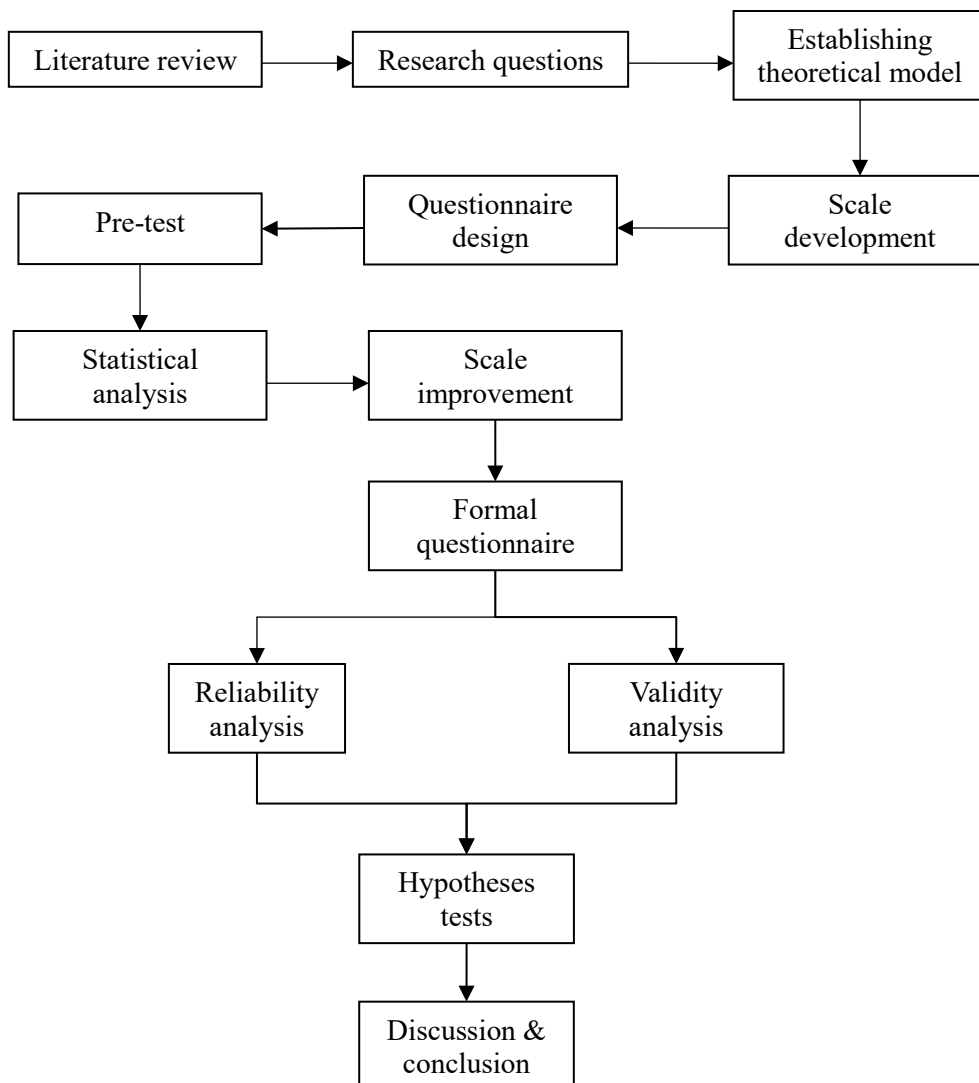 Literature review
Research questions
Establishing
theoretical model
Scale
development
Questionnaire
design
Pre-test
Statistical
analysis
Scale
improvement
Formal
questionnaire
Reliability
analysis
Validity
analysis
Hypotheses
tests
Discussion &
conclusion